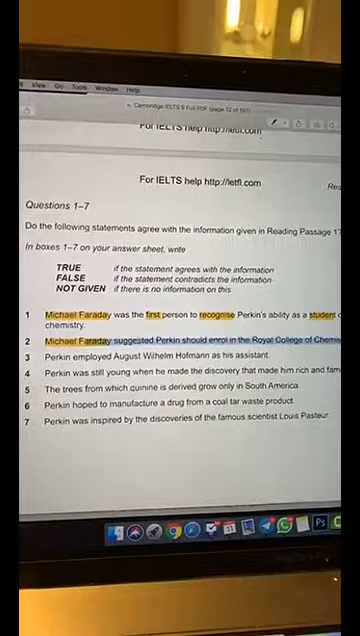 View Go Tools Window Help
Cambridge IELTS 9 Full PDF (page 12 of 197)
For IELTS help http://ietfl.com
For IELTS help http://ietfl.com
Questions 1–7
Do the following statements agree with the information given in Reading Passage 1?
In boxes 1–7 on your answer sheet, write
TRUE if the statement agrees with the information
FALSE if the statement contradicts the information
NOT GIVEN if there is no information on this
1 Michael Faraday was the first person to recognise Perkin's ability as a student
chemistry.
2 Michael Faraday suggested Perkin should enrol in the Royal College of
3 Perkin employed August Wilhelm Hofmann as his assistant.
4 Perkin was still young when he made the discovery that made him rich and
5 The trees from which quinine is derived grow only in South America.
6 Perkin hoped to manufacture a drug from a coal tar waste product.
7 Perkin was inspired by the discoveries of the famous scientist Louis Pasteur
31
Ps